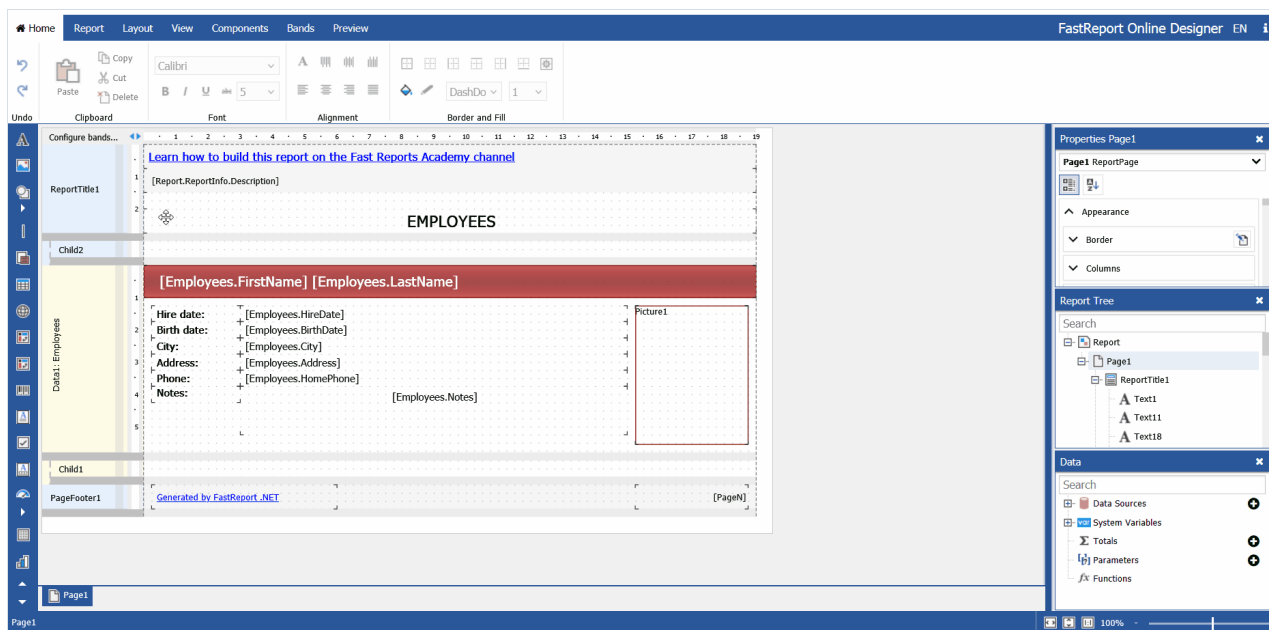 Home Report Layout View Components Bands Preview FastReport Online Designer EN
Paste
Copy
Cut
Delete
Calibri
B I U abc 5
DashDo 1
Undo Clipboard Font Alignment Border and Fill
Configure bands...
1 2 3 4 5 6 7 8 9 10 11 12 13 14 15 16 17 18 19
ReportTitle1
Learn how to build this report on the Fast Reports Academy channel
[Report.ReportInfo.Description]
EMPLOYEES
Child2
Data1: Employees
[Employees.FirstName] [Employees.LastName]
Hire date: [Employees.HireDate]
Birth date: [Employees.BirthDate]
City: [Employees.City]
Address: [Employees.Address]
Phone: [Employees.HomePhone]
Notes: [Employees.Notes]
Picture1
Child1
PageFooter1
Generated by FastReport .NET [PageN]
Page1
Page1
Properties Page1
Page1 ReportPage
Appearance
Border
Columns
Report Tree
Search
Report
Page1
ReportTitle1
Text1
Text11
Text18
Data
Search
Data Sources
System Variables
Totals
Parameters
Functions
100%